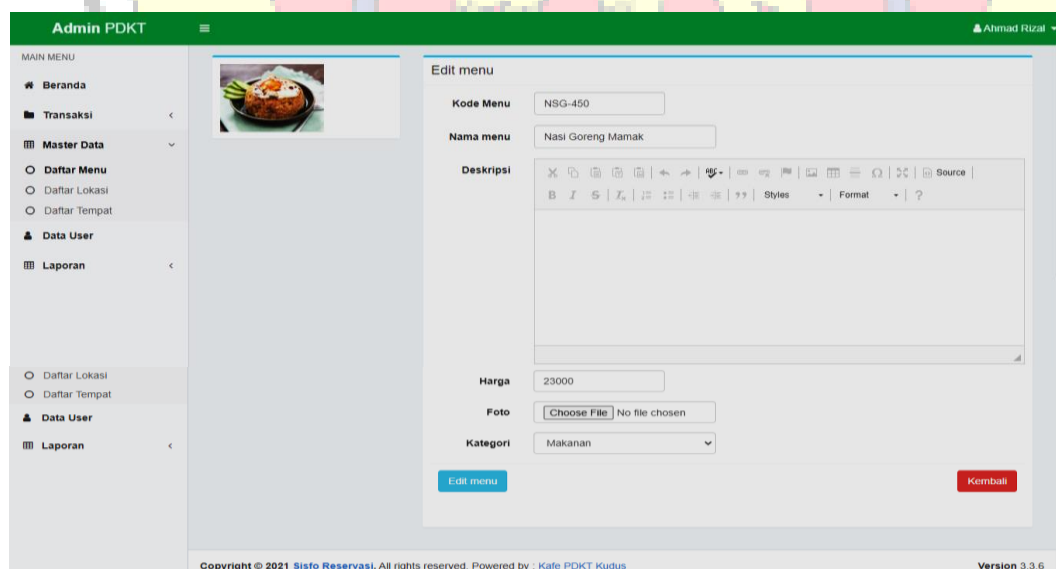 Admin PDKT
Ahmad Rizal
MAIN MENU
Beranda
Transaksi
Master Data
Daftar Menu
Daftar Lokasi
Daftar Tempat
Data User
Laporan
Daftar Lokasi
Daftar Tempat
Data User
Laporan
Edit menu
Kode Menu NSG-450
Nama menu Nasi Goreng Mamak
Deskripsi
ABC Ω Source
B I S Ix Styles Format ?
Harga 23000
Foto Choose File No file chosen
Kategori Makanan
Edit menu Kembali
Copyright © 2021 Sisfo Reservasi. All rights reserved. Powered by : Kafe PDKT Kudus Version 3.3.6